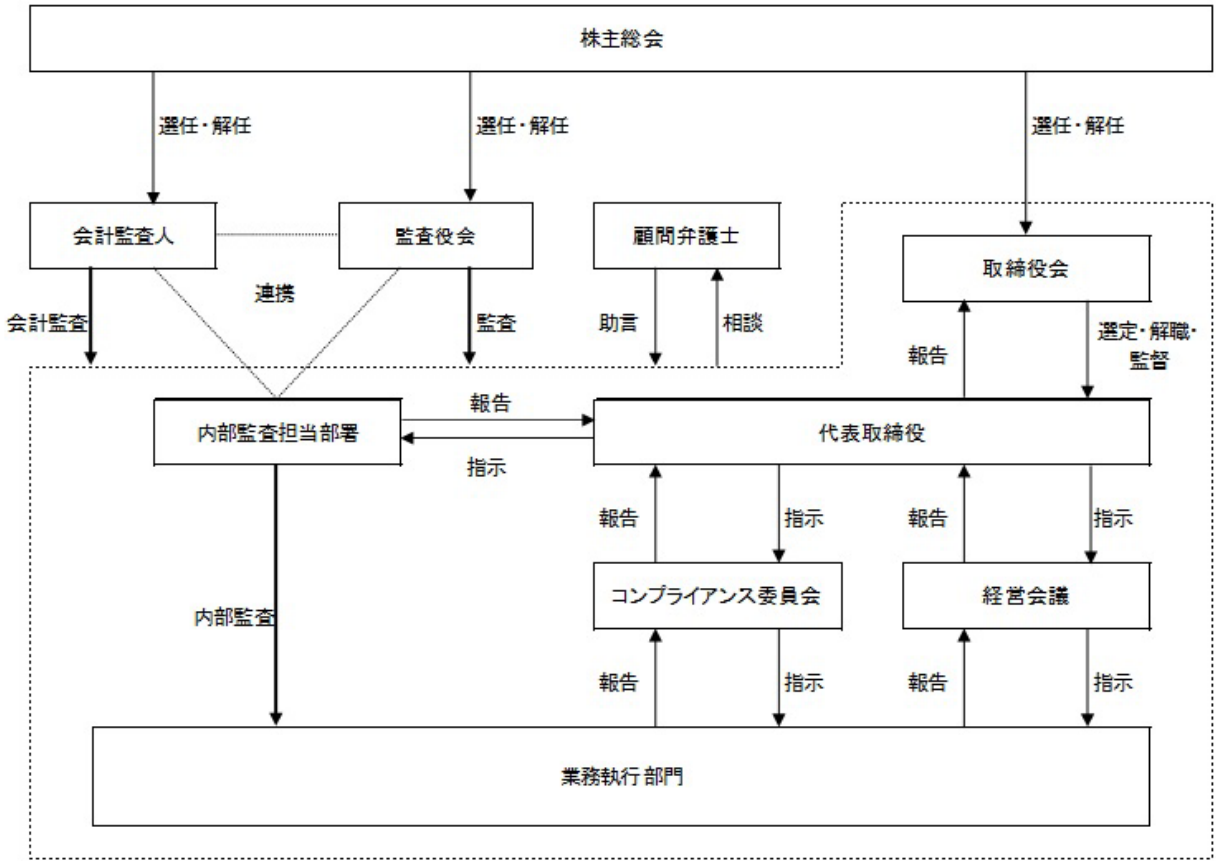 株主総会
選任・解任
選任・解任
選任・解任
会計監査人
監査役会
顧問弁護士
取締役会
連携
会計監査
監査
助言
相談
報告
選定・解職・
監督
内部監査担当部署
報告
指示
代表取締役
報告
指示
報告
指示
内部監査
コンプライアンス委員会
経営会議
報告
指示
報告
指示
業務執行部門